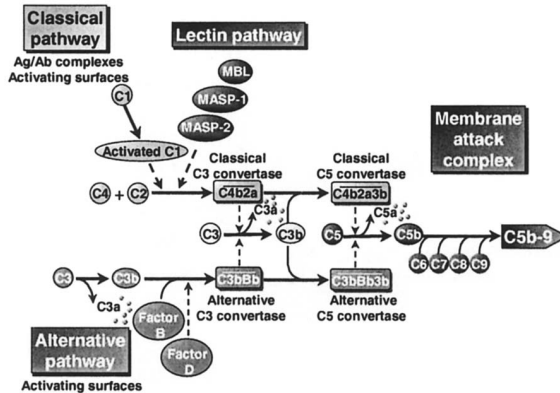 Classical
pathway
Ag/Ab complexes
Activating surfaces
C1
Activated C1
Lectin pathway
MBL
MASP-1
MASP-2
Membrane
attack
complex
Classical
C3 convertase
Classical
C5 convertase
C4 + C2
C4b2a
C4b2a3b
C3a
C5a
C3
C3b
C5
C5b
C5b-9
C6 C7 C8 C9
C3
C3b
C3bBb
C3bBb3b
C3a
Alternative
C3 convertase
Alternative
C5 convertase
Factor
B
Factor
D
Alternative
pathway
Activating surfaces